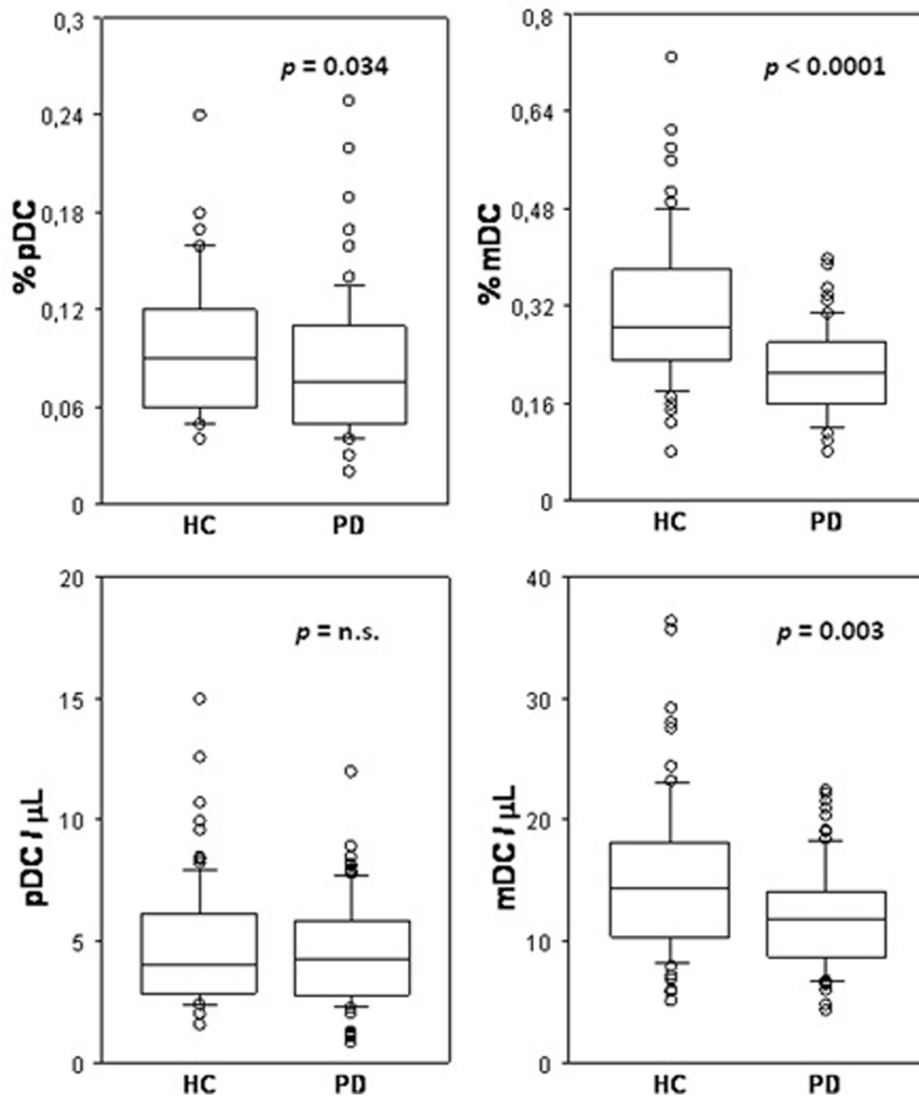 0,3
0,24
0,18
0,12
0,06
0
%pDC
p = 0.034
HC PD
0,8
0,64
0,48
0,32
0,16
0
%mDC
p < 0.0001
HC PD
20
15
10
5
0
pDC / μL
p = n.s.
HC PD
40
30
20
10
0
mDC / μL
p = 0.003
HC PD